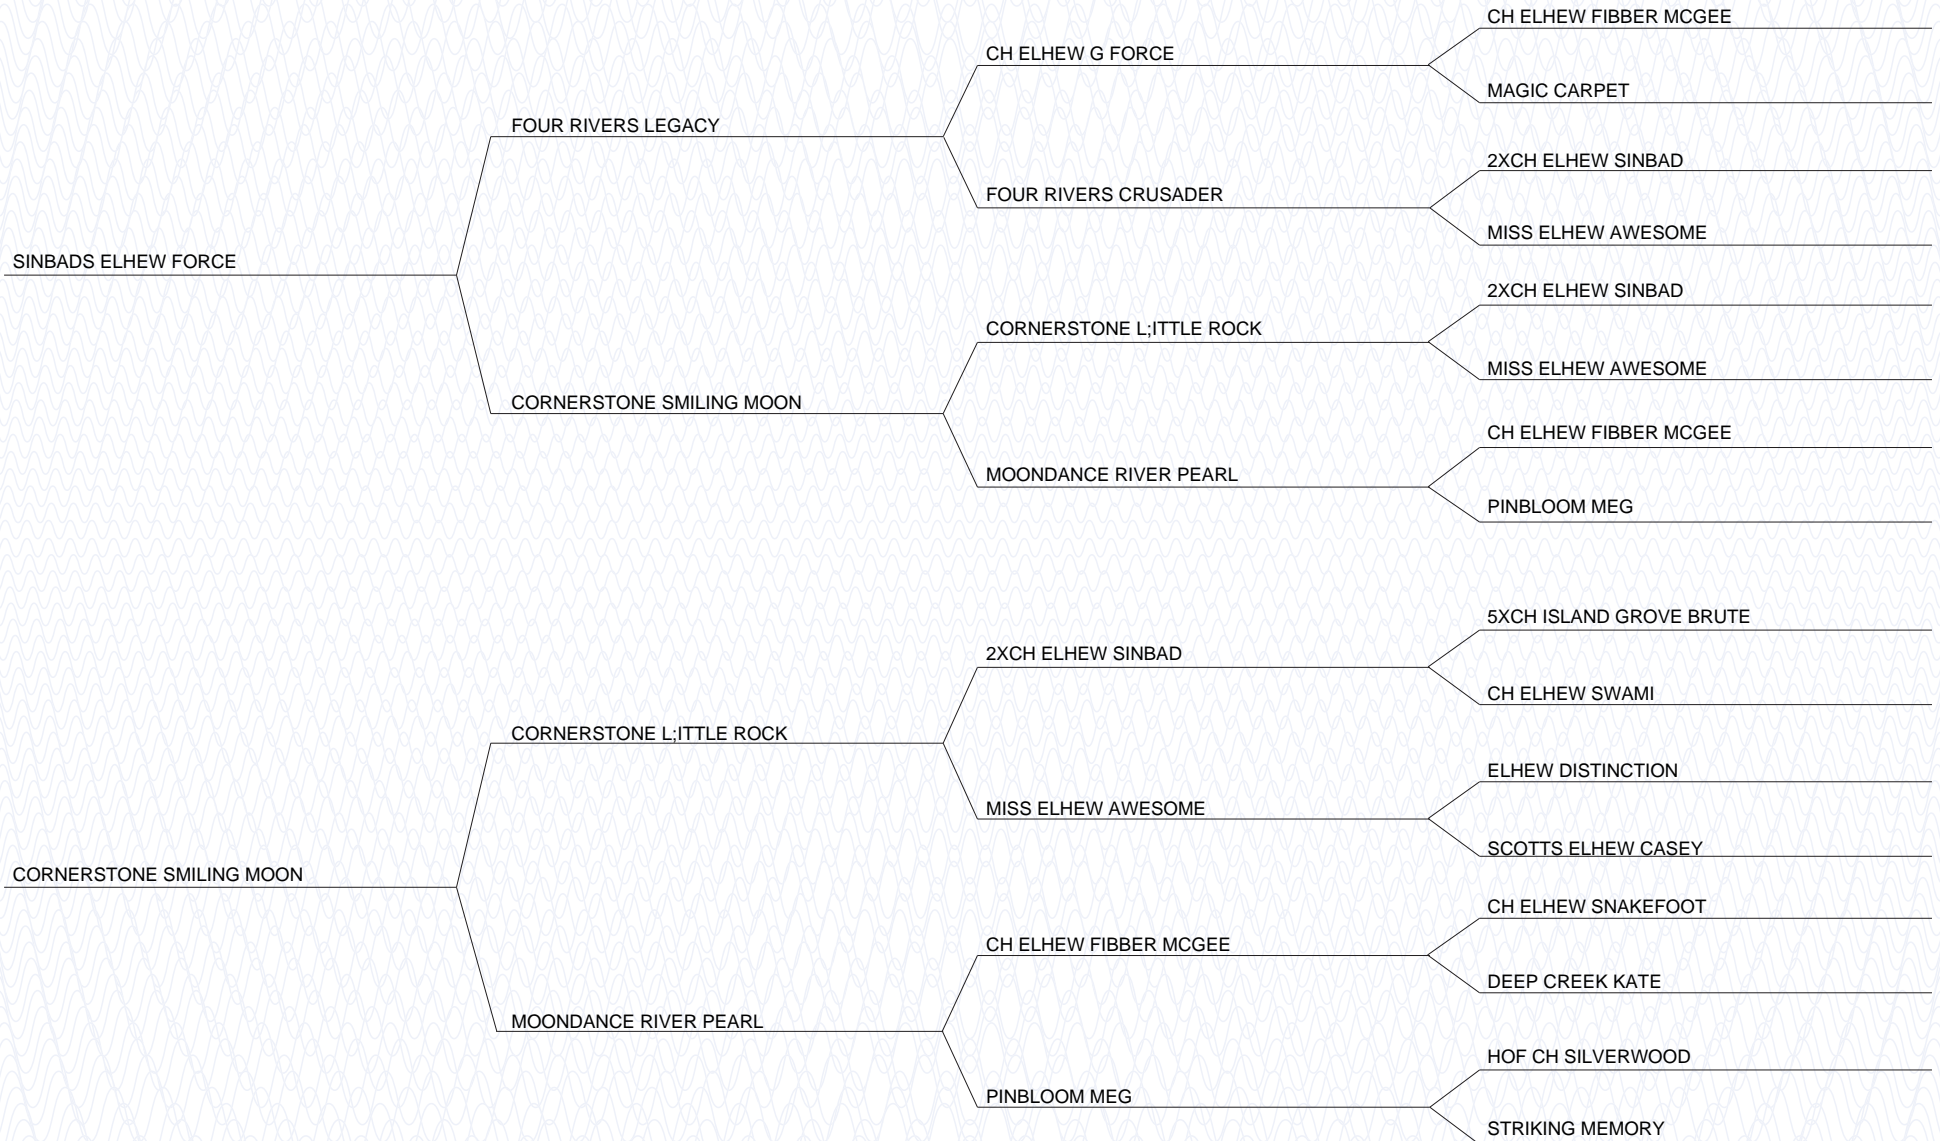 CH ELHEW FIBBER MCGEE
CH ELHEW G FORCE
MAGIC CARPET
FOUR RIVERS LEGACY
2XCH ELHEW SINBAD
FOUR RIVERS CRUSADER
MISS ELHEW AWESOME
SINBADS ELHEW FORCE
2XCH ELHEW SINBAD
CORNERSTONE L;ITTLE ROCK
MISS ELHEW AWESOME
CORNERSTONE SMILING MOON
CH ELHEW FIBBER MCGEE
MOONDANCE RIVER PEARL
PINBLOOM MEG
5XCH ISLAND GROVE BRUTE
2XCH ELHEW SINBAD
CH ELHEW SWAMI
CORNERSTONE L;ITTLE ROCK
ELHEW DISTINCTION
MISS ELHEW AWESOME
SCOTTS ELHEW CASEY
CORNERSTONE SMILING MOON
CH ELHEW SNAKEFOOT
CH ELHEW FIBBER MCGEE
DEEP CREEK KATE
MOONDANCE RIVER PEARL
HOF CH SILVERWOOD
PINBLOOM MEG
STRIKING MEMORY